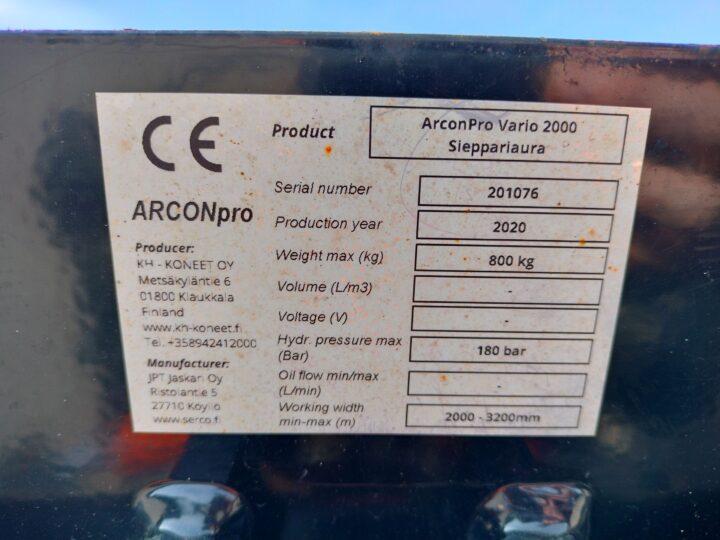 CE
ARCONpro
Producer:
KH - KONEET OY
Metsäkyläntie 6
01800 Klaukkala
Finland
www.kh-koneet.fi
Tel. +358942412000
Manufacturer:
JPT Jaskari Oy
Ristolantie 5
27710 Köyliö
www.serco.fi
Product ArconPro Vario 2000
Sieppariaura
Serial number 201076
Production year 2020
Weight max (kg) 800 kg
Volume (L/m3) -
Voltage (V) -
Hydr. pressure max
(Bar) 180 bar
Oil flow min/max
(L/min) -
Working width
min-max (m) 2000 - 3200mm